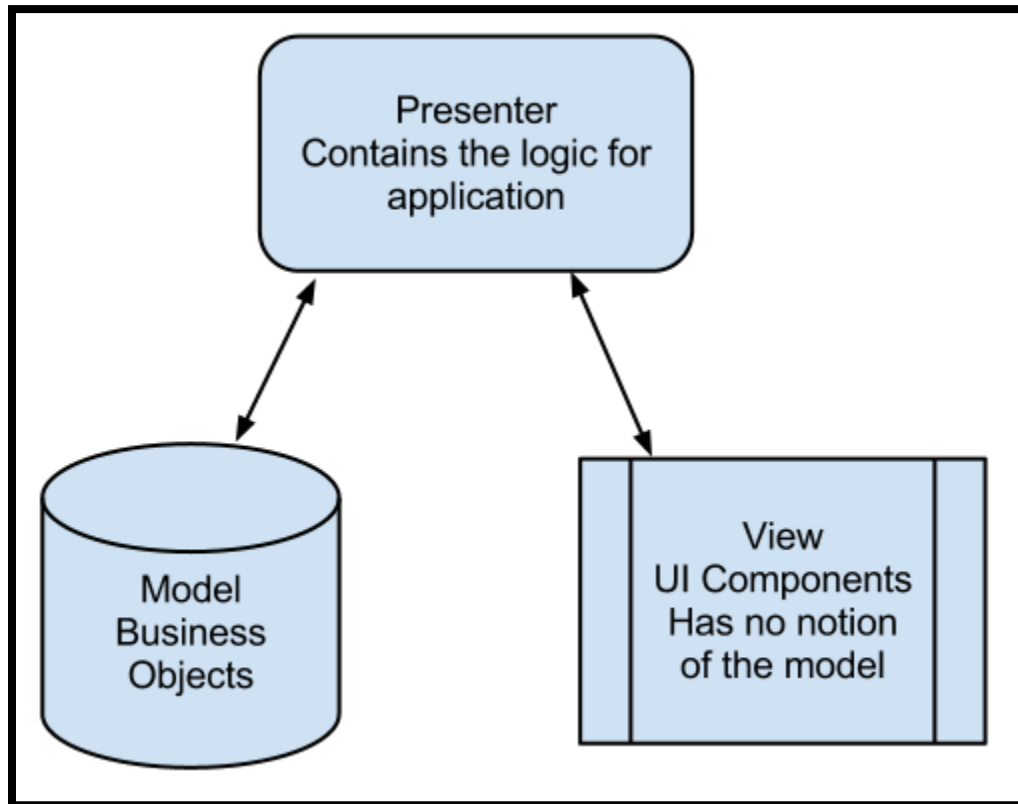 Presenter
Contains the logic for
application
Model
Business
Objects
View
UI Components
Has no notion
of the model